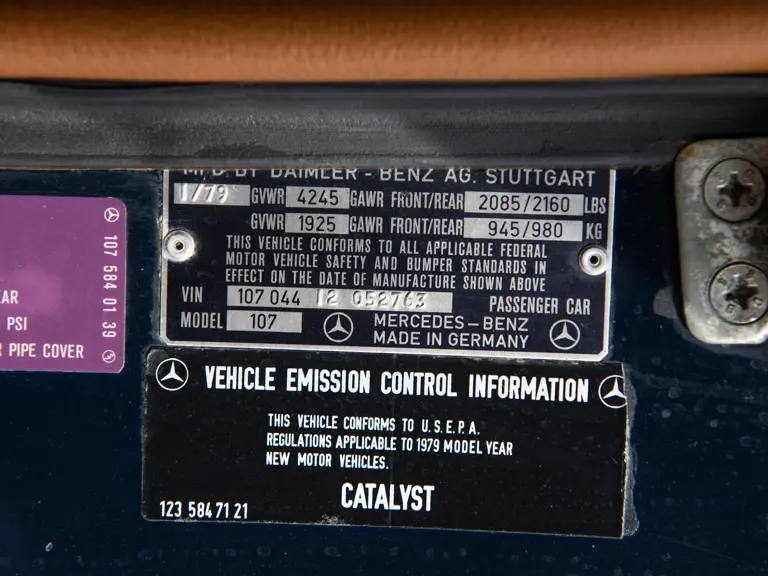 MFD BY DAIMLER - BENZ AG. STUTTGART
1/79 GVWR 4245 GAWR FRONT/REAR 2085/2160 LBS
GVWR 1925 GAWR FRONT/REAR 945/980 KG
THIS VEHICLE CONFORMS TO ALL APPLICABLE FEDERAL
MOTOR VEHICLE SAFETY AND BUMPER STANDARDS IN
EFFECT ON THE DATE OF MANUFACTURE SHOWN ABOVE
VIN 107 044 12 052763 PASSENGER CAR
MODEL 107 MERCEDES-BENZ
MADE IN GERMANY
107 584 01 39
PSI
PIPE COVER
VEHICLE EMISSION CONTROL INFORMATION
THIS VEHICLE CONFORMS TO U.S.E.P.A.
REGULATIONS APPLICABLE TO 1979 MODEL YEAR
NEW MOTOR VEHICLES.
CATALYST
123 584 71 21